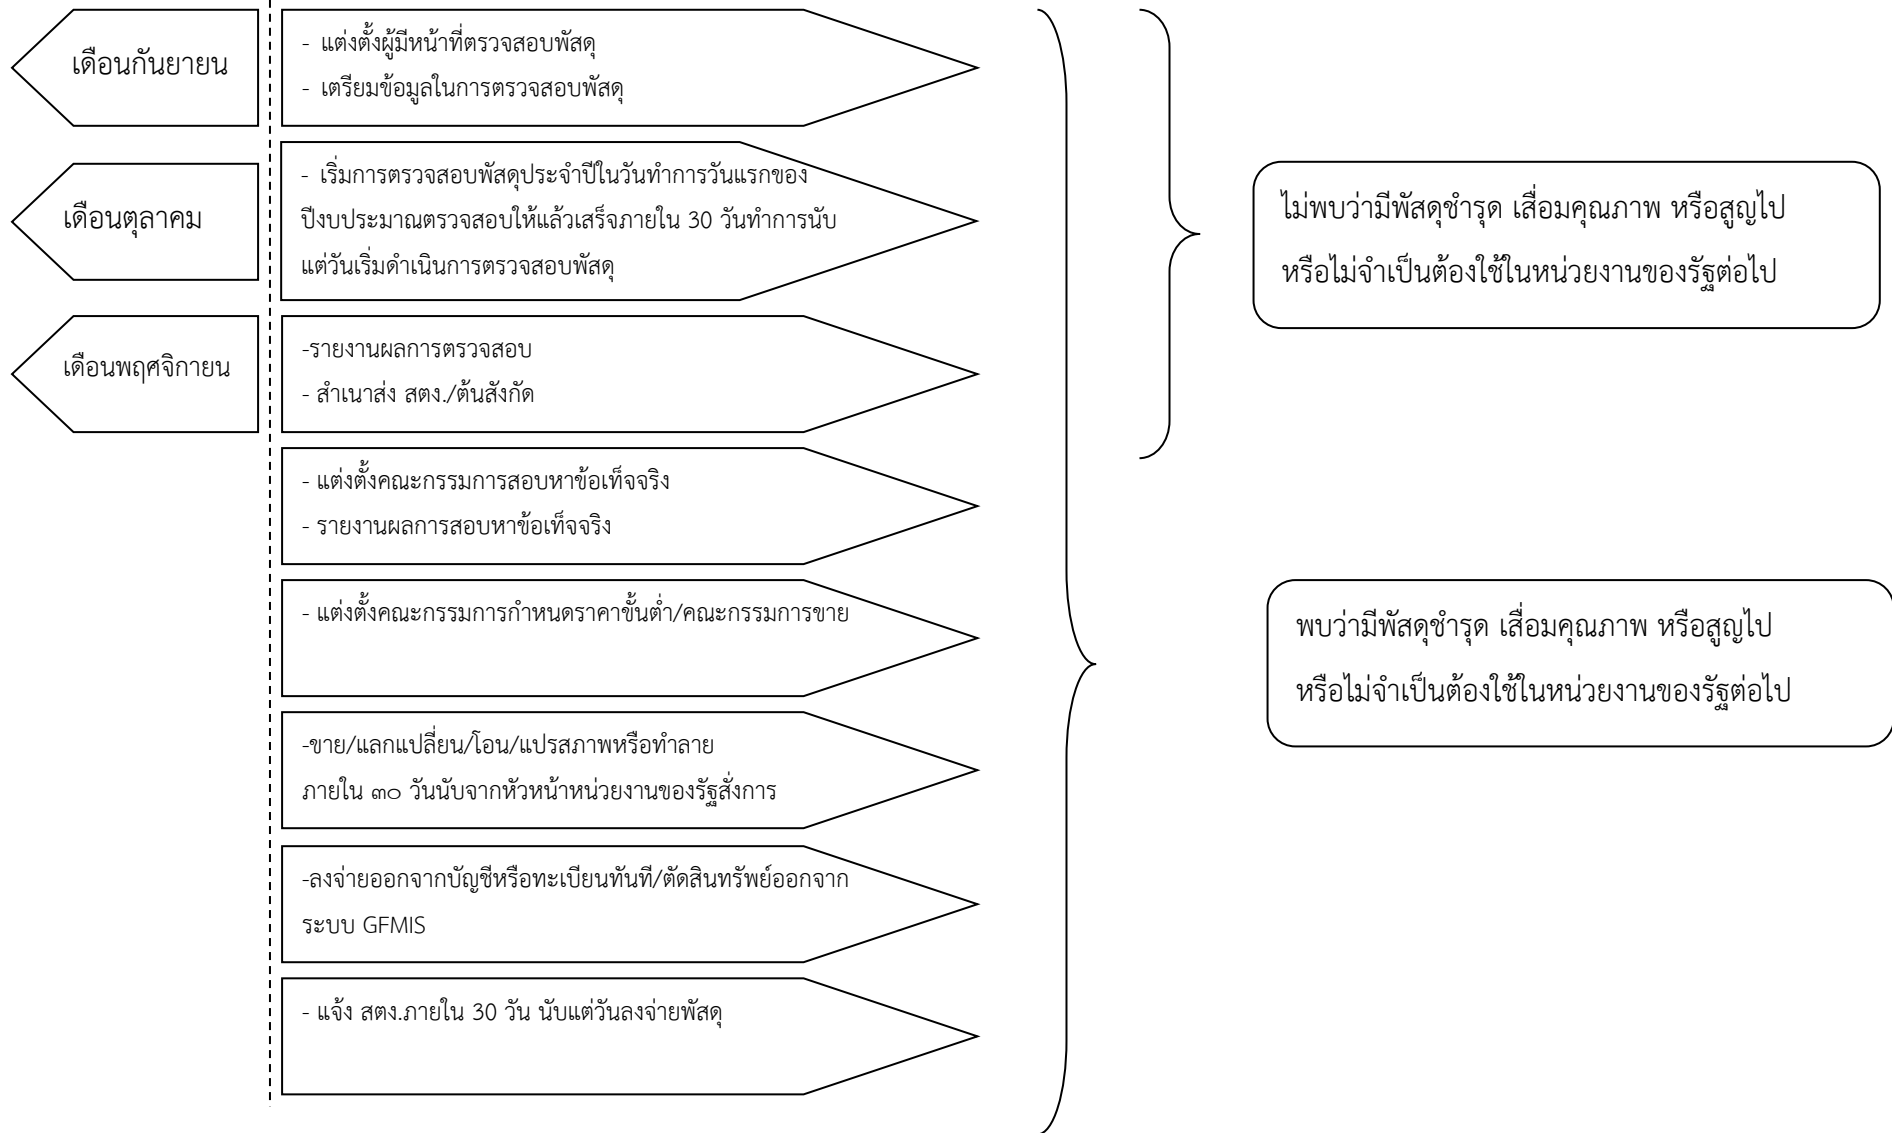 เดือนกันยายน
- แต่งตั้งผู้มีหน้าที่ตรวจสอบพัสดุ
- เตรียมข้อมูลในการตรวจสอบพัสดุ
เดือนตุลาคม
- เริ่มการตรวจสอบพัสดุประจำปีในวันทำการวันแรกของ
ปีงบประมาณตรวจสอบให้แล้วเสร็จภายใน 30 วันทำการนับ
แต่วันเริ่มดำเนินการตรวจสอบพัสดุ
เดือนพฤศจิกายน
-รายงานผลการตรวจสอบ
- สำเนาส่ง สตง./ต้นสังกัด
- แต่งตั้งคณะกรรมการสอบหาข้อเท็จจริง
- รายงานผลการสอบหาข้อเท็จจริง
- แต่งตั้งคณะกรรมการกำหนดราคาขั้นต่ำ/คณะกรรมการขาย
-ขาย/แลกแปลี่ยน/โอน/แปรสภาพหรือทำลาย
ภายใน ๓๐ วันนับจากหัวหน้าหน่วยงานของรัฐสั่งการ
-ลงจ่ายออกจากบัญชีหรือทะเบียนทันที/ตัดสินทรัพย์ออกจาก
ระบบ GFMIS
- แจ้ง สตง.ภายใน 30 วัน นับแต่วันลงจ่ายพัสดุ
ไม่พบว่ามีพัสดุชำรุด เสื่อมคุณภาพ หรือสูญไป
หรือไม่จำเป็นต้องใช้ในหน่วยงานของรัฐต่อไป
พบว่ามีพัสดุชำรุด เสื่อมคุณภาพ หรือสูญไป
หรือไม่จำเป็นต้องใช้ในหน่วยงานของรัฐต่อไป